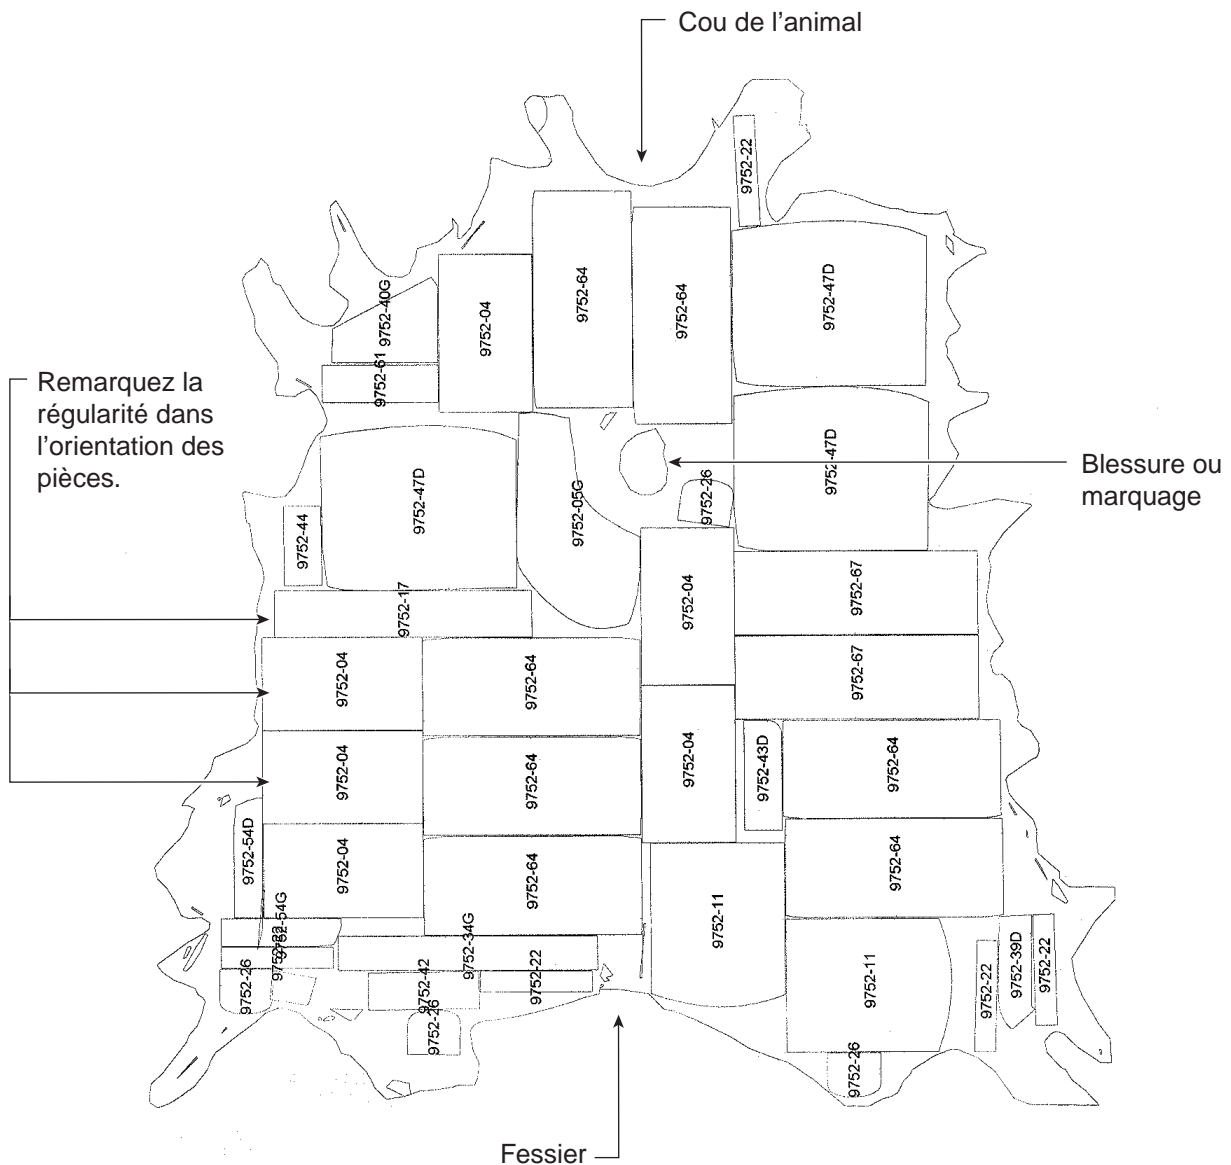 Cou de l'animal
9752-22
9752-40G
9752-04
9752-64
9752-64
9752-47D
9752-61
Remarquez la
régularité dans
l'orientation des
pièces.
9752-47D
9752-05G
9752-26
9752-47D
Blessure ou
marquage
9752-44
9752-17
9752-04
9752-67
9752-04
9752-64
9752-67
9752-04
9752-64
9752-04
9752-43D
9752-64
9752-54D
9752-04
9752-64
9752-64
9752-11
9752-54G
9752-34G
9752-26
9752-42
9752-22
9752-11
9752-22
9752-39D
9752-22
9752-26
9752-26
Fessier